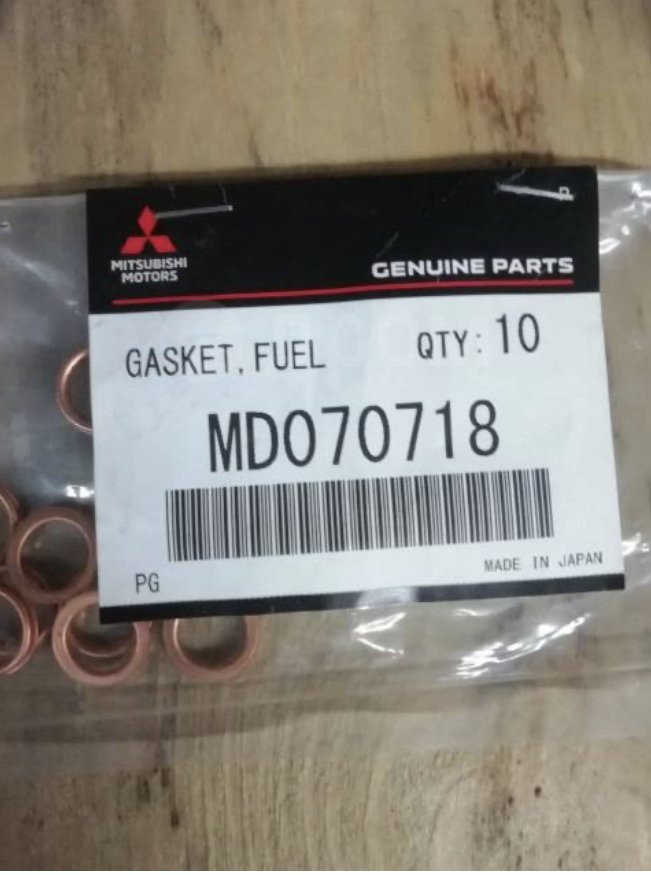 MITSUBISHI
MOTORS
GENUINE PARTS
GASKET, FUEL QTY: 10
MD070718
PG MADE IN JAPAN